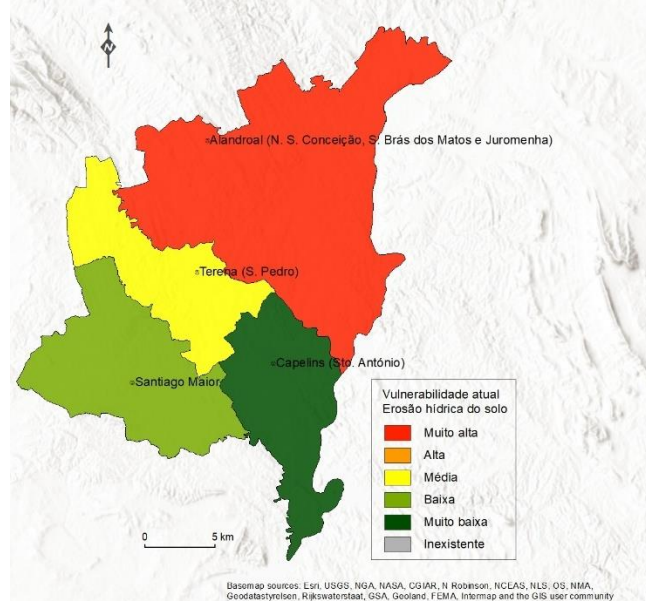 N
Alandroal (N. S. Conceição, S. Brás dos Matos e Juromenha)
Terena (S. Pedro)
Capelins (Sto. António)
Santiago Maior
Vulnerabilidade atual
Erosão hídrica do solo
Muito alta
Alta
Média
Baixa
Muito baixa
Inexistente
0 5 km
Basemap sources: Esri, USGS, NGA, NASA, CGIAR, N Robinson, NCEAS, NLS, OS, NMA,
Geodatastyrelsen, Rijkswaterstaat, GSA, Geoland, FEMA, Intermap and the GIS user community